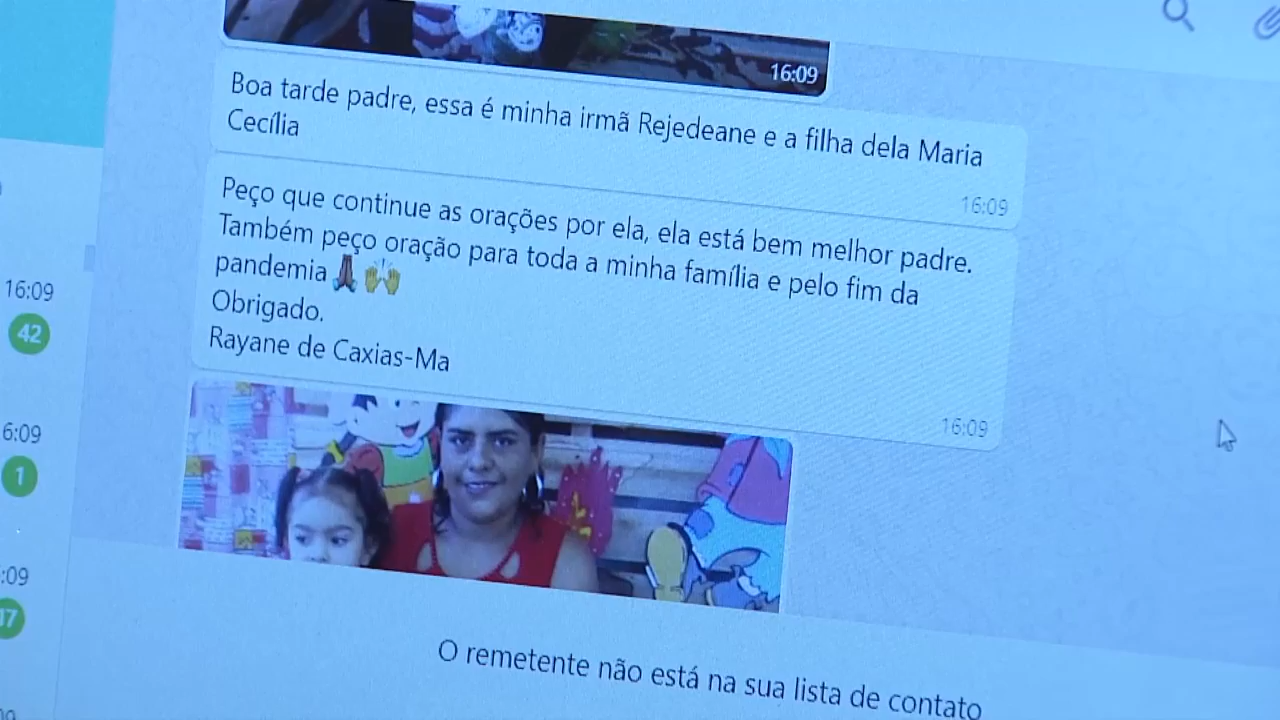 16:09
Boa tarde padre, essa é minha irmã Rejedeane e a filha dela Maria
Cecília
16:09
Peço que continue as orações por ela, ela está bem melhor padre.
Também peço oração para toda a minha família e pelo fim da
pandemia🙏🏾🙌
Obrigado.
Rayane de Caxias-Ma
16:09
16:09
42
6:09
1
:09
17
O remetente não está na sua lista de contato